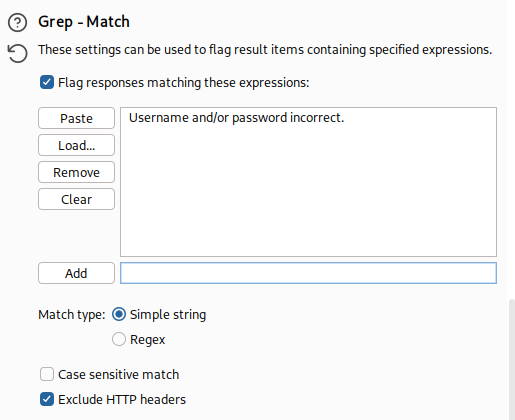 Grep - Match
These settings can be used to flag result items containing specified expressions.
Flag responses matching these expressions:
Paste
Username and/or password incorrect.
Load...
Remove
Clear
Add
Match type:
Simple string
Regex
Case sensitive match
Exclude HTTP headers